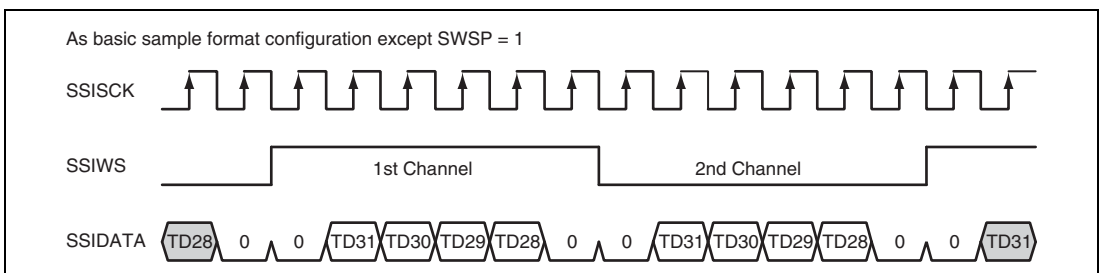 As basic sample format configuration except SWSP = 1
SSISCK
SSIWS 1st Channel 2nd Channel
SSIDATA TD28 0 0 TD31 TD30 TD29 TD28 0 0 TD31 TD30 TD29 TD28 0 0 TD31